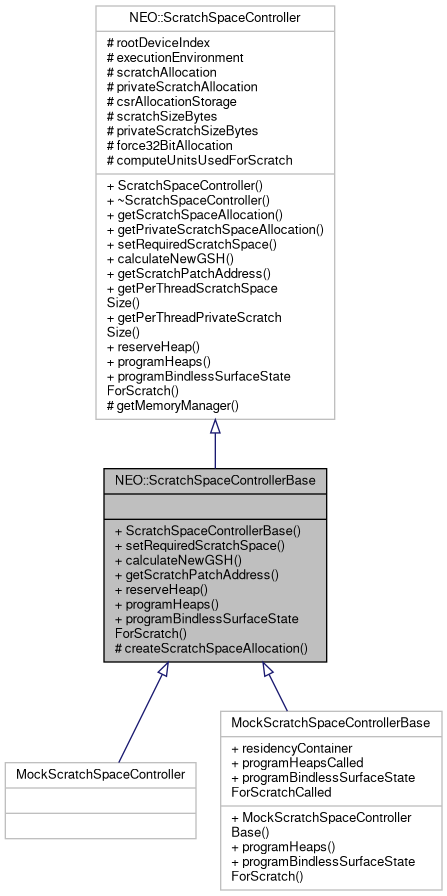 NEO::ScratchSpaceController
# rootDeviceIndex
# executionEnvironment
# scratchAllocation
# privateScratchAllocation
# csrAllocationStorage
# scratchSizeBytes
# privateScratchSizeBytes
# force32BitAllocation
# computeUnitsUsedForScratch
+ ScratchSpaceController()
+ ~ScratchSpaceController()
+ getScratchSpaceAllocation()
+ getPrivateScratchSpaceAllocation()
+ setRequiredScratchSpace()
+ calculateNewGSH()
+ getScratchPatchAddress()
+ getPerThreadScratchSpace
Size()
+ getPerThreadPrivateScratch
Size()
+ reserveHeap()
+ programHeaps()
+ programBindlessSurfaceState
ForScratch()
# getMemoryManager()
NEO::ScratchSpaceControllerBase
+ ScratchSpaceControllerBase()
+ setRequiredScratchSpace()
+ calculateNewGSH()
+ getScratchPatchAddress()
+ reserveHeap()
+ programHeaps()
+ programBindlessSurfaceState
ForScratch()
# createScratchSpaceAllocation()
MockScratchSpaceController
MockScratchSpaceControllerBase
+ residencyContainer
+ programHeapsCalled
+ programBindlessSurfaceState
ForScratchCalled
+ MockScratchSpaceController
Base()
+ programHeaps()
+ programBindlessSurfaceState
ForScratch()